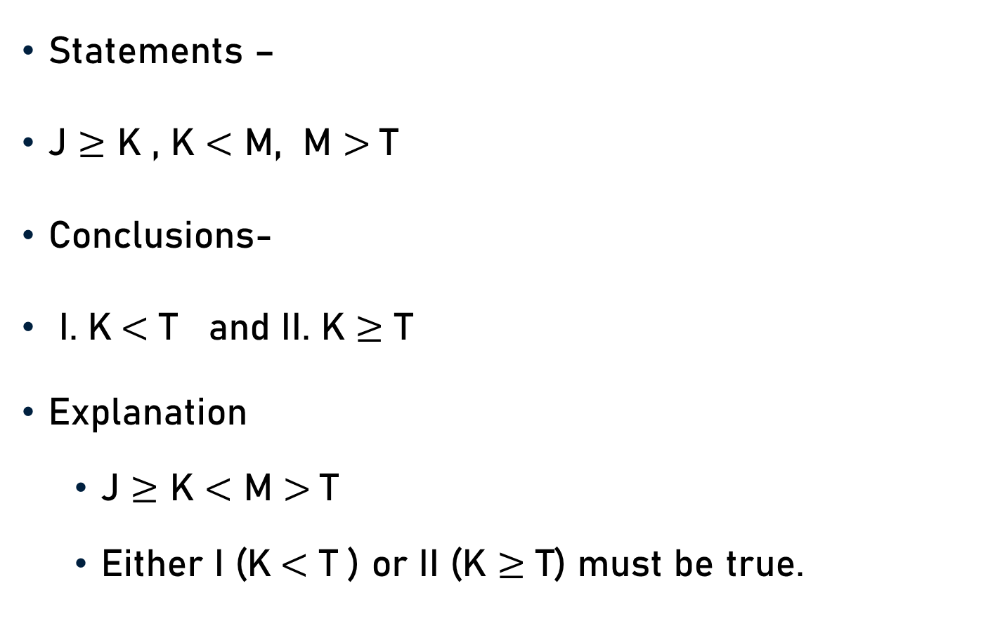 • Statements –
• J ≥ K , K < M, M > T
• Conclusions-
• I. K < T and II. K ≥ T
• Explanation
• J ≥ K < M > T
• Either I (K < T ) or II (K ≥ T) must be true.